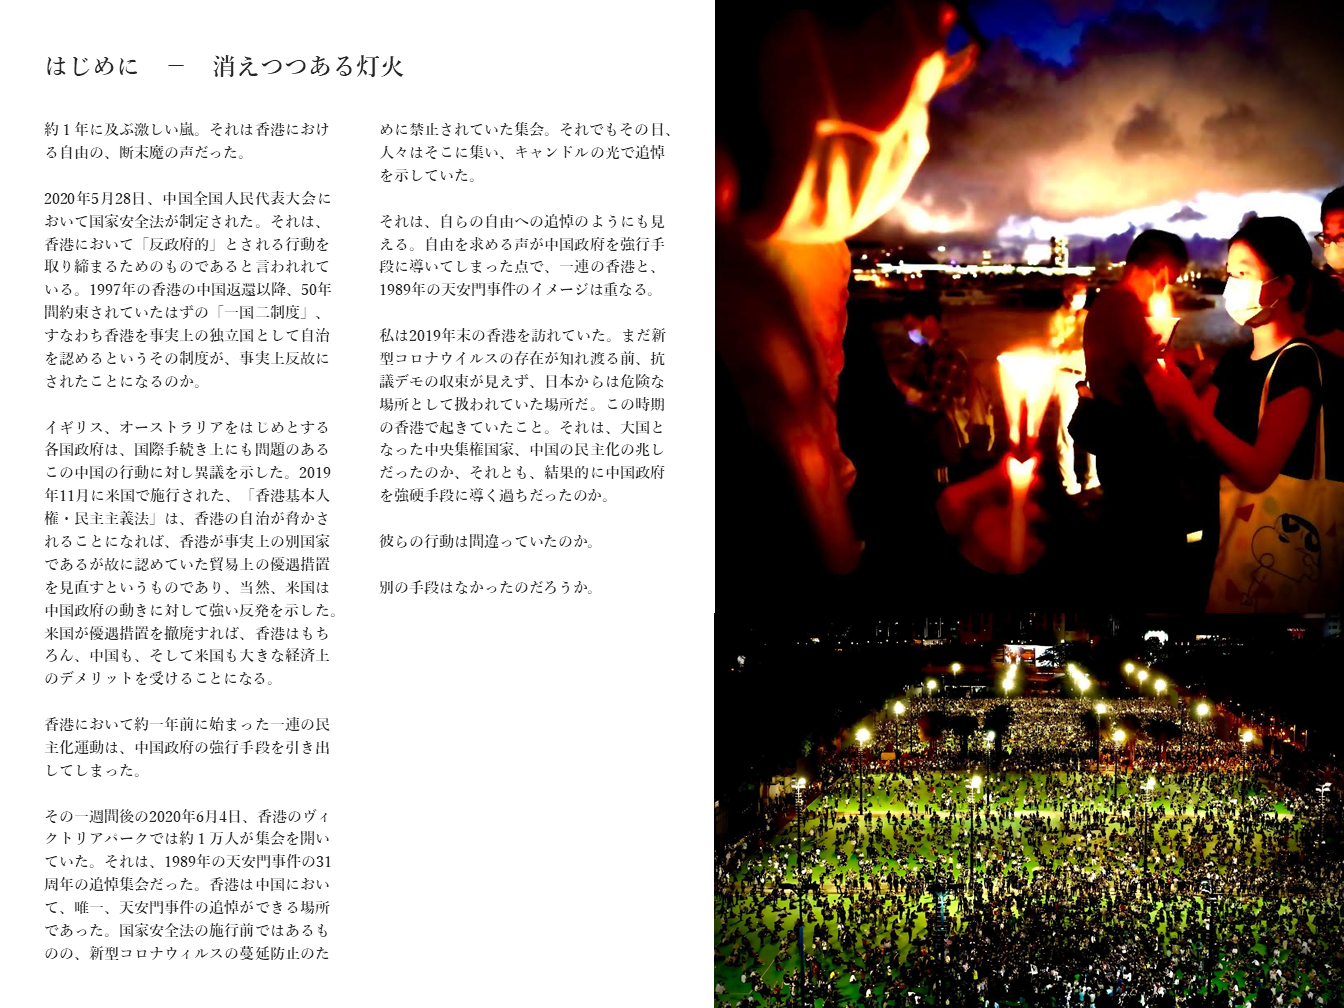 はじめに　－　消えつつある灯火
約１年に及ぶ激しい嵐。それは香港におけ
る自由の、断末魔の声だった。
2020年5月28日、中国全国人民代表大会に
おいて国家安全法が制定された。それは、
香港において「反政府的」とされる行動を
取り締まるためのものであると言われれて
いる。1997年の香港の中国返還以降、50年
間約束されていたはずの「一国二制度」、
すなわち香港を事実上の独立国として自治
を認めるというその制度が、事実上反故に
されたことになるのか。
イギリス、オーストラリアをはじめとする
各国政府は、国際手続き上にも問題のある
この中国の行動に対し異議を示した。2019
年11月に米国で施行された、「香港基本人
権・民主主義法」は、香港の自治が脅かさ
れることになれば、香港が事実上の別国家
であるが故に認めていた貿易上の優遇措置
を見直すというものであり、当然、米国は
中国政府の動きに対して強い反発を示した。
米国が優遇措置を撤廃すれば、香港はもち
ろん、中国も、そして米国も大きな経済上
のデメリットを受けることになる。
香港において約一年前に始まった一連の民
主化運動は、中国政府の強行手段を引き出
してしまった。
その一週間後の2020年6月4日、香港のヴィ
クトリアパークでは約１万人が集会を開い
ていた。それは、1989年の天安門事件の31
周年の追悼集会だった。香港は中国におい
て、唯一、天安門事件の追悼ができる場所
であった。国家安全法の施行前ではあるも
のの、新型コロナウィルスの蔓延防止のた
めに禁止されていた集会。それでもその日、
人々はそこに集い、キャンドルの光で追悼
を示していた。
それは、自らの自由への追悼のようにも見
える。自由を求める声が中国政府を強行手
段に導いてしまった点で、一連の香港と、
1989年の天安門事件のイメージは重なる。
私は2019年末の香港を訪れていた。まだ新
型コロナウイルスの存在が知れ渡る前、抗
議デモの収束が見えず、日本からは危険な
場所として扱われていた場所だ。この時期
の香港で起きていたこと。それは、大国と
なった中央集権国家、中国の民主化の兆し
だったのか、それとも、結果的に中国政府
を強硬手段に導く過ちだったのか。
彼らの行動は間違っていたのか。
別の手段はなかったのだろうか。